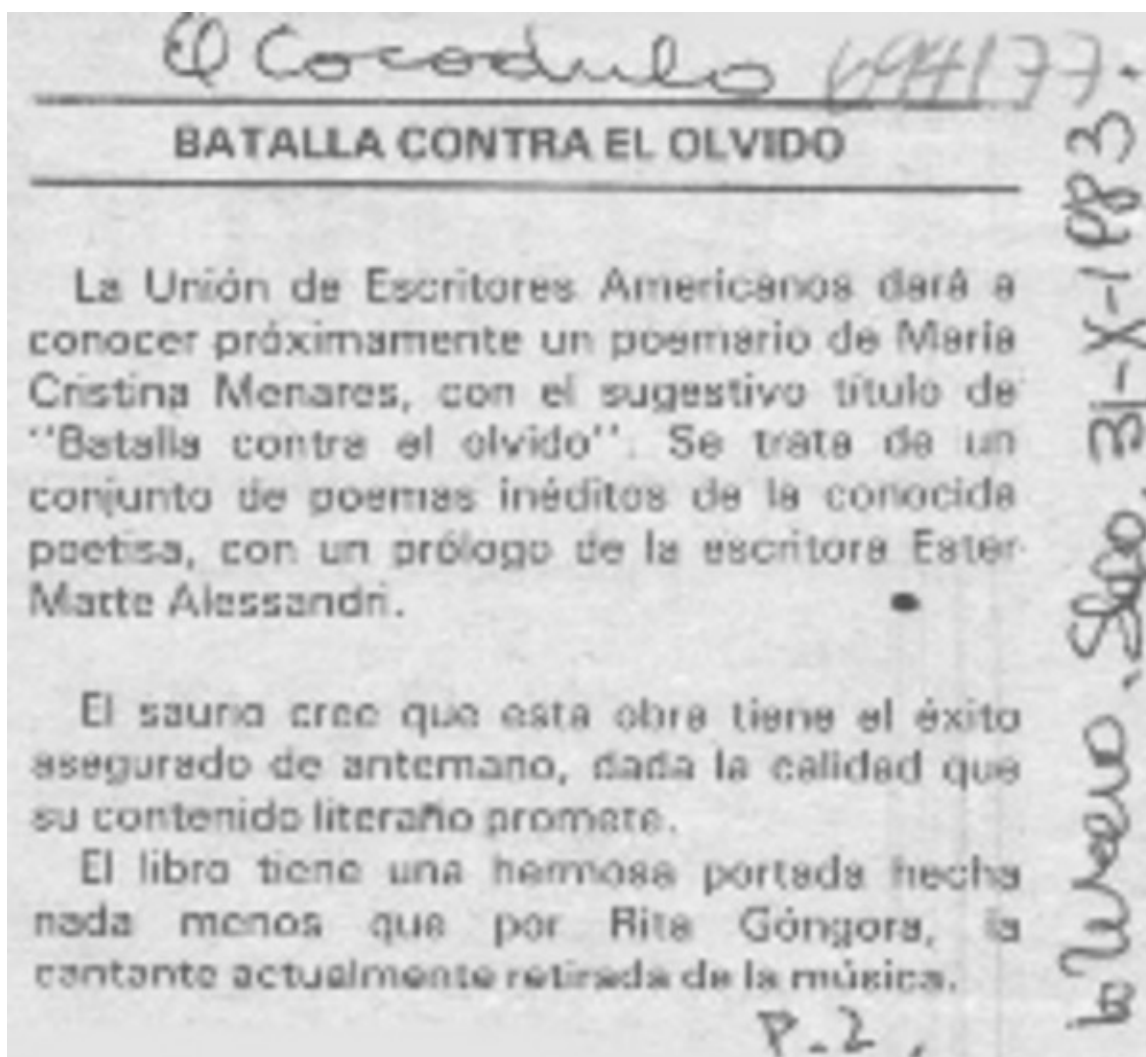 El Cocodrilo 694177.
BATALLA CONTRA EL OLVIDO
La Unión de Escritores Americanos dará a
conocer próximamente un poemario de María
Cristina Menares, con el sugestivo título de
"Batalla contra el olvido". Se trata de un
conjunto de poemas inéditos de la conocida
poetisa, con un prólogo de la escritora Ester
Matte Alessandri.
El saurio cree que esta obra tiene el éxito
asegurado de antemano, dada la calidad que
su contenido literario promete.
El libro tiene una hermosa portada hecha
nada menos que por Rita Góngora, la
cantante actualmente retirada de la música.
P-2,
La Tercera. Stgo. 31-X-1983.